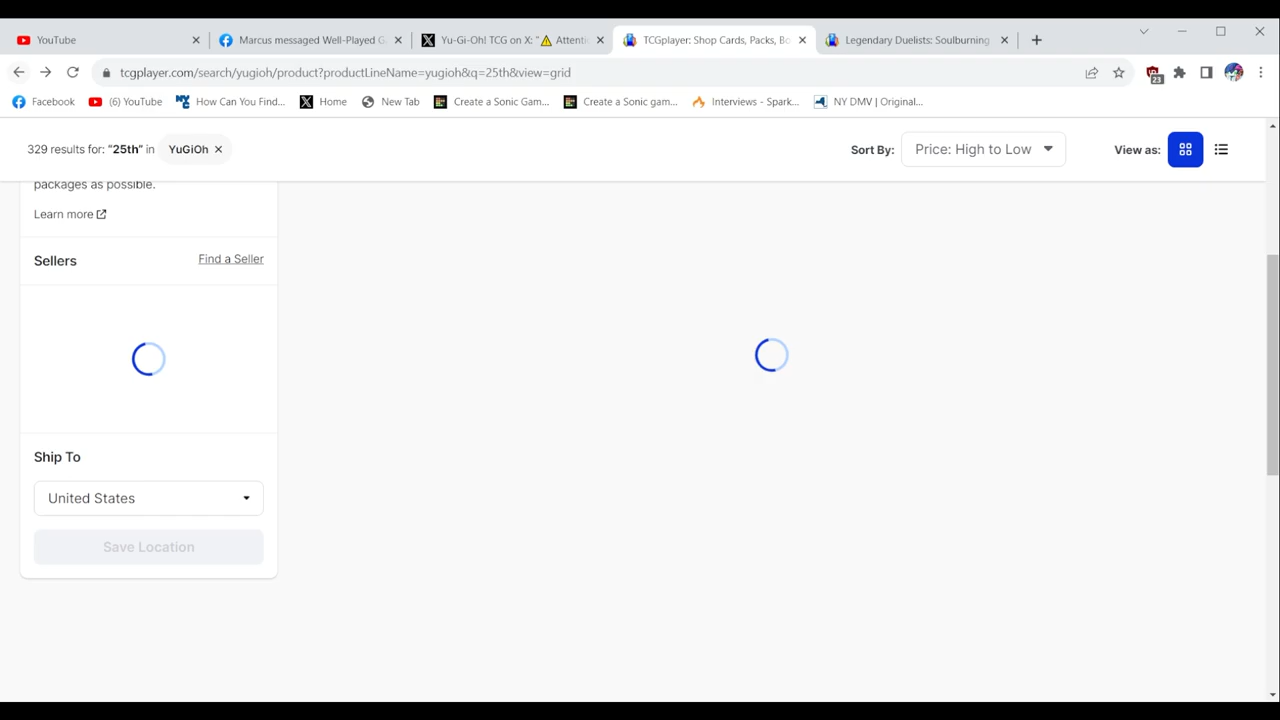 YouTube
Marcus messaged Well-Played G
Yu-Gi-Oh! TCG on X: "⚠ Attenti
TCGplayer: Shop Cards, Packs, Bo
Legendary Duelists: Soulburning
tcgplayer.com/search/yugioh/product?productLineName=yugioh&q=25th&view=grid
23
Facebook
(6) YouTube
How Can You Find...
Home
New Tab
Create a Sonic Gam...
Create a Sonic gam...
Interviews - Spark...
NY DMV | Original...
329 results for: "25th" in YuGiOh
Sort By: Price: High to Low
View as:
packages as possible.
Learn more
Sellers
Find a Seller
Ship To
United States
Save Location